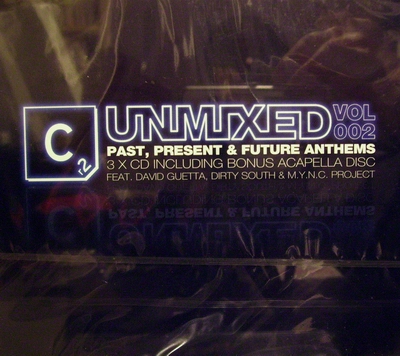 C
r2
UNMIXED VOL 002
PAST, PRESENT & FUTURE ANTHEMS
3 X CD INCLUDING BONUS ACAPELLA DISC
FEAT. DAVID GUETTA, DIRTY SOUTH & M.Y.N.C. PROJECT